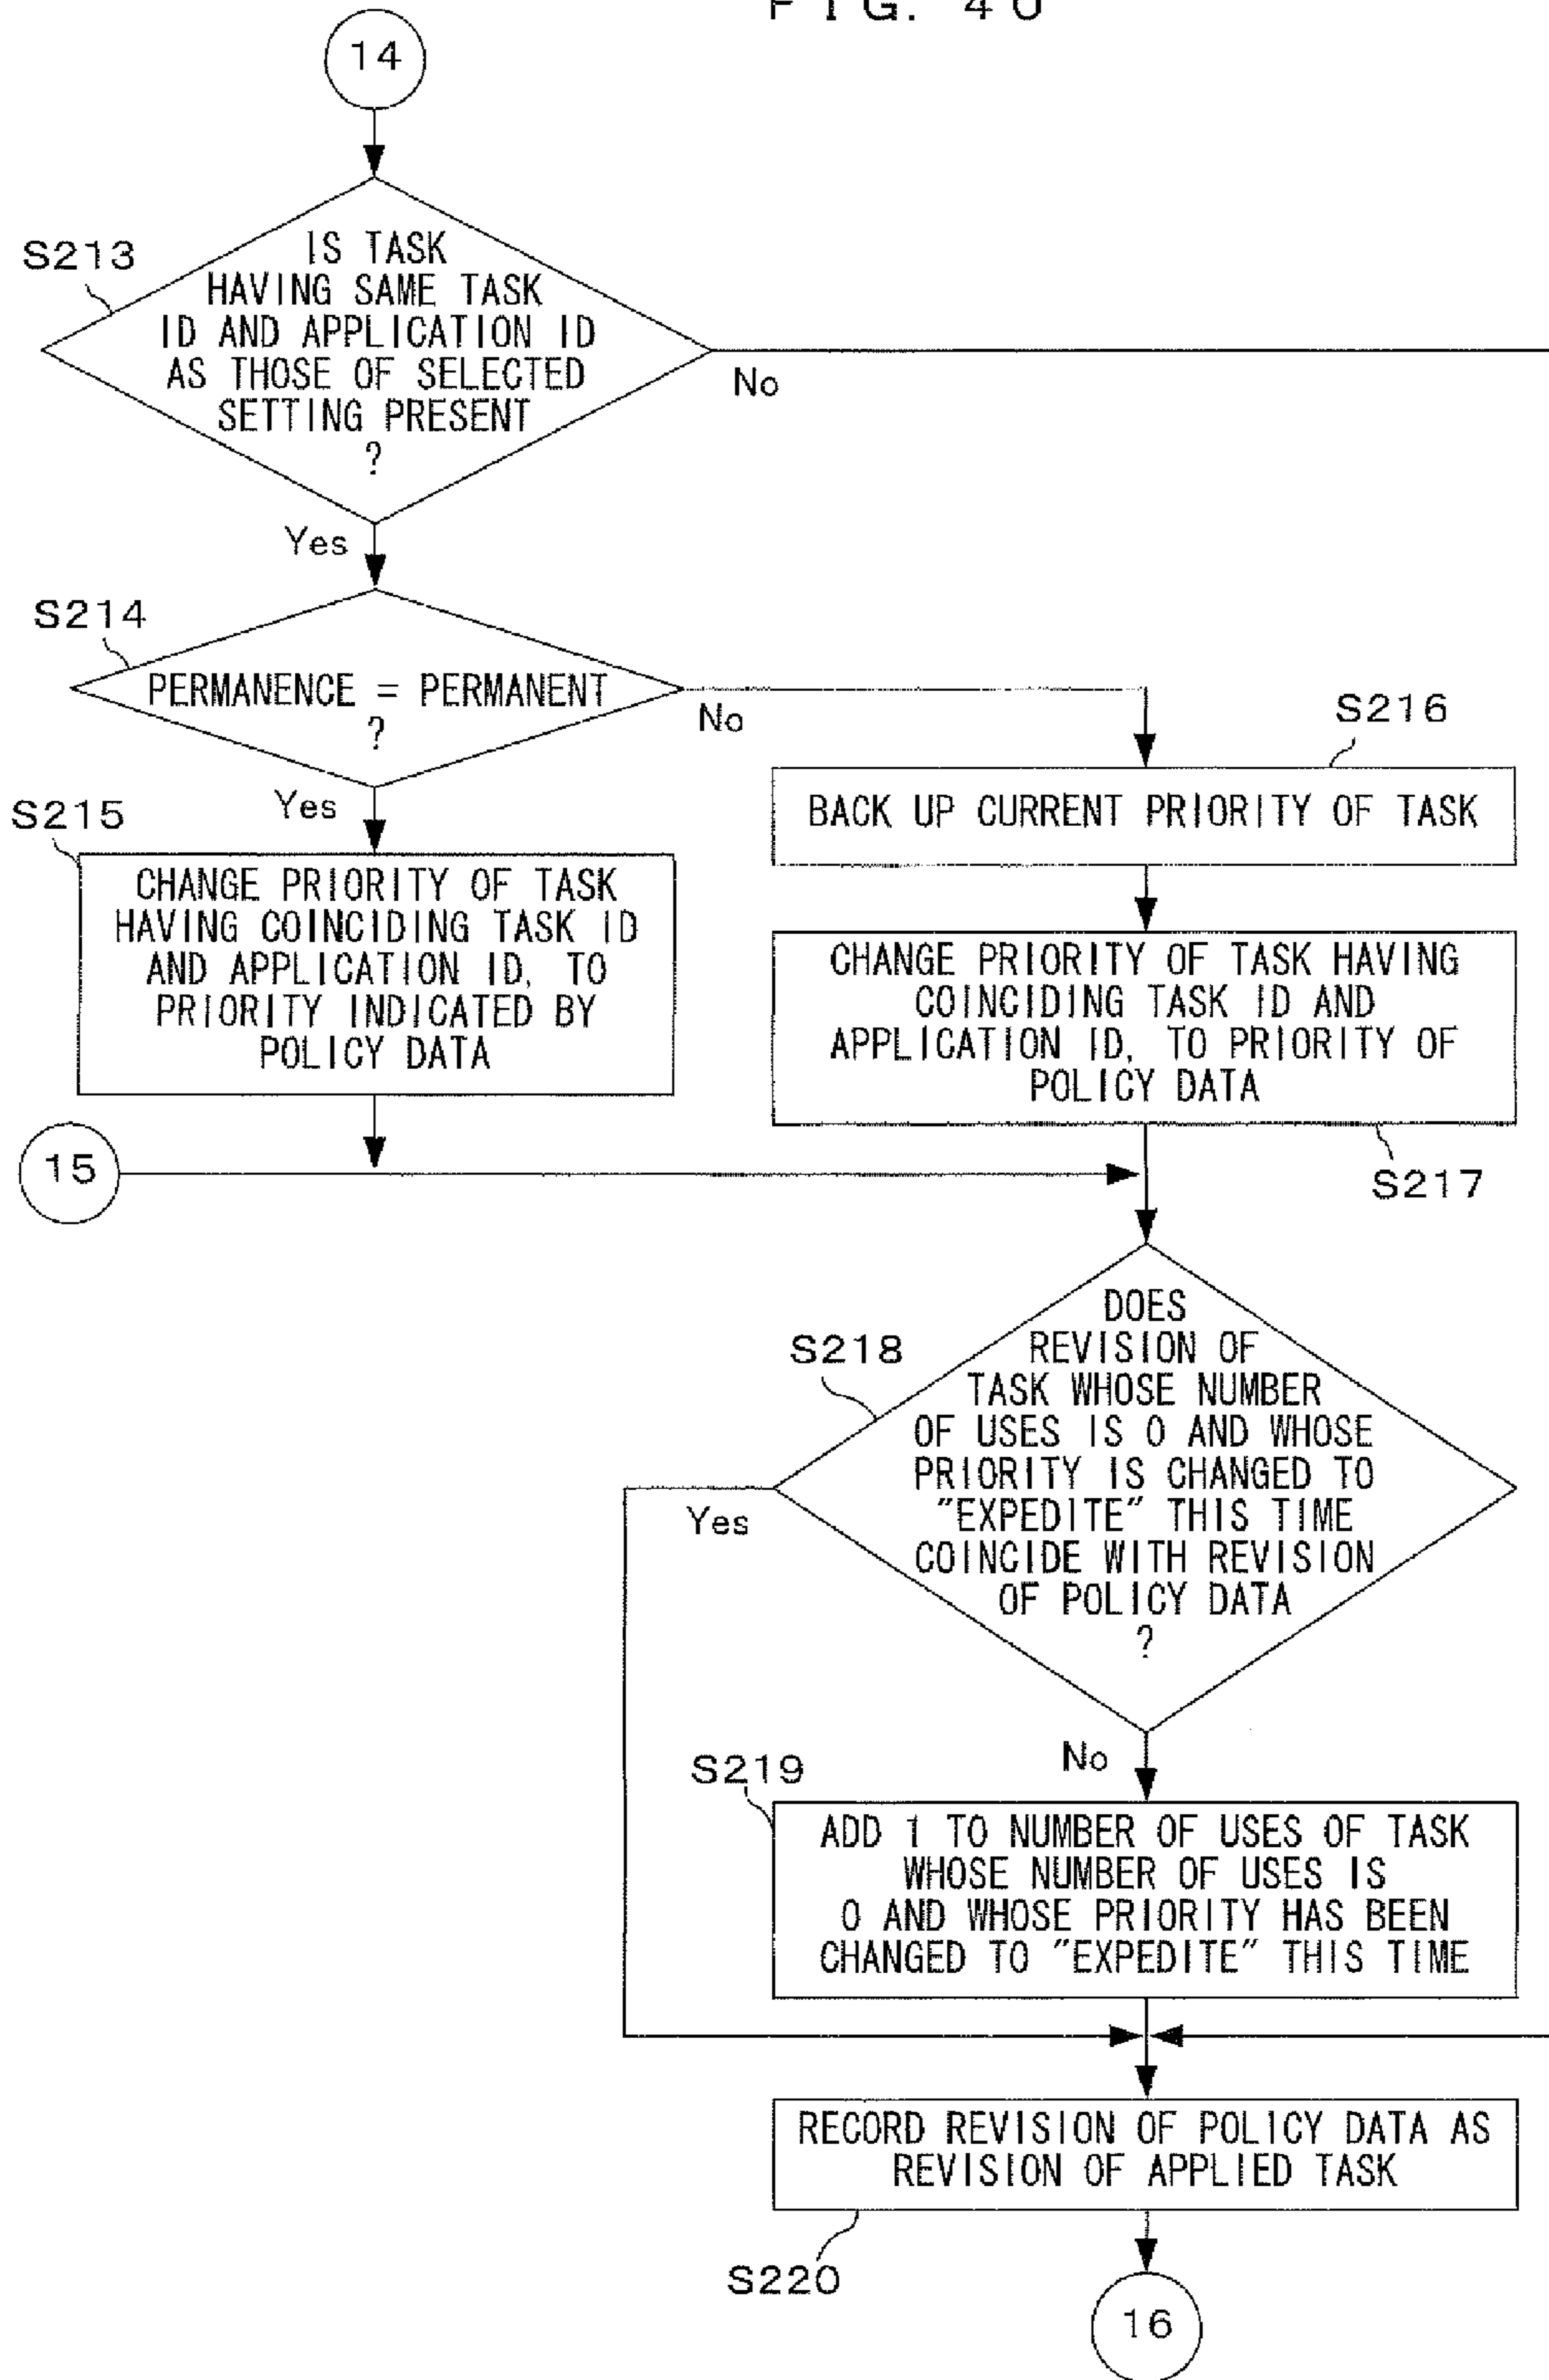 FIG. 40
14
S213
IS TASK
HAVING SAME TASK
ID AND APPLICATION ID
AS THOSE OF SELECTED
SETTING PRESENT
?
No
Yes
S214
PERMANENCE = PERMANENT
?
No
Yes
S215
CHANGE PRIORITY OF TASK
HAVING COINCIDING TASK ID
AND APPLICATION ID, TO
PRIORITY INDICATED BY
POLICY DATA
S216
BACK UP CURRENT PRIORITY OF TASK
CHANGE PRIORITY OF TASK HAVING
COINCIDING TASK ID AND
APPLICATION ID, TO PRIORITY OF
POLICY DATA
S217
15
S218
DOES
REVISION OF
TASK WHOSE NUMBER
OF USES IS 0 AND WHOSE
PRIORITY IS CHANGED TO
"EXPEDITE" THIS TIME
COINCIDE WITH REVISION
OF POLICY DATA
?
Yes
No
S219
ADD 1 TO NUMBER OF USES OF TASK
WHOSE NUMBER OF USES IS
0 AND WHOSE PRIORITY HAS BEEN
CHANGED TO "EXPEDITE" THIS TIME
RECORD REVISION OF POLICY DATA AS
REVISION OF APPLIED TASK
S220
16